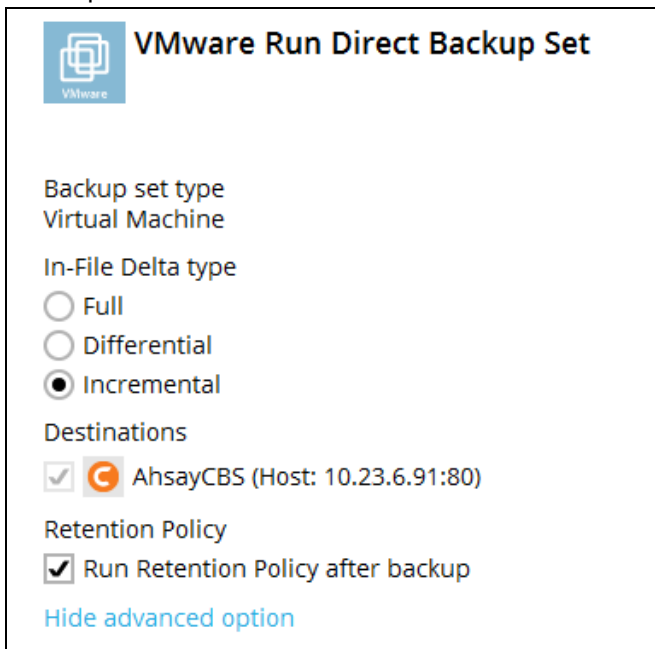 VMware Run Direct Backup Set
VMware
Backup set type
Virtual Machine
In-File Delta type
Full
Differential
Incremental
Destinations
C AhsayCBS (Host: 10.23.6.91:80)
Retention Policy
Run Retention Policy after backup
Hide advanced option